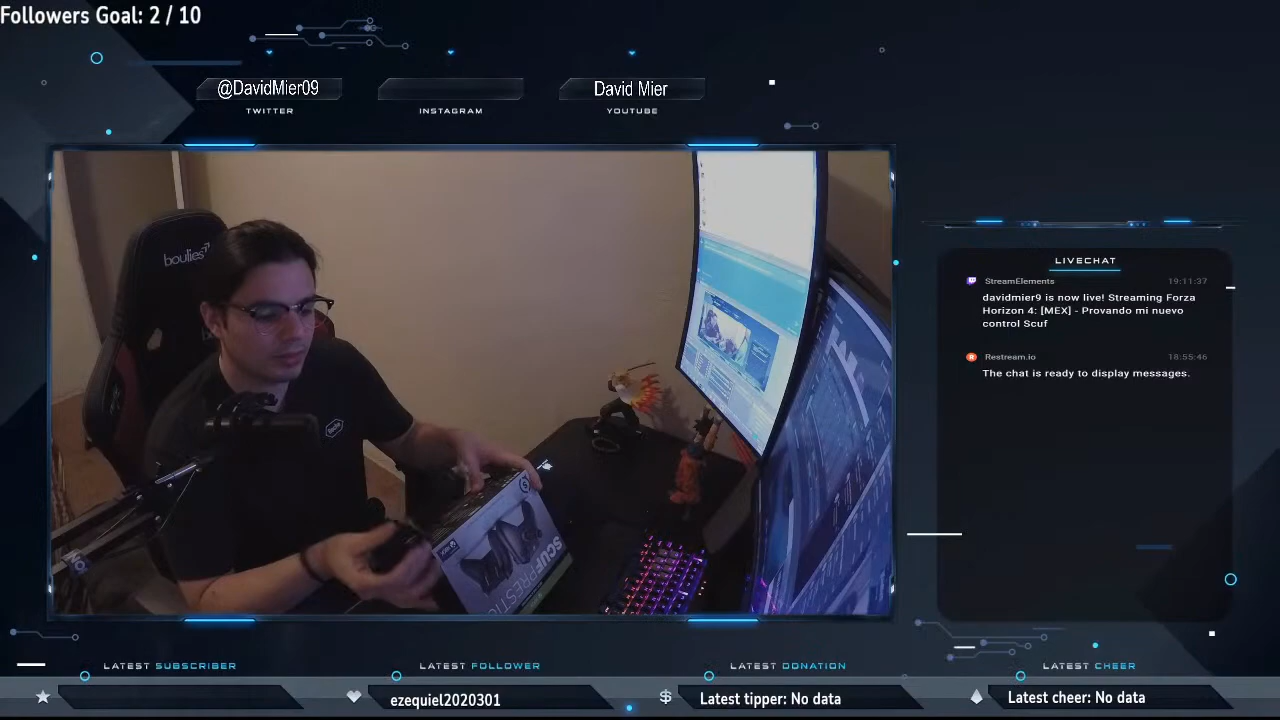 Followers Goal: 2 / 10
@DavidMier09
David Mier
TWITTER
INSTAGRAM
YOUTUBE
boulies
LIVECHAT
StreamElements 19:11:37
davidmier9 is now live! Streaming Forza
Horizon 4: [MEX] - Provando mi nuevo
control Scuf
Restream.io 18:55:46
The chat is ready to display messages.
SCUF PRESTIGE
LATEST SUBSCRIBER
LATEST FOLLOWER
LATEST DONATION
LATEST CHEER
ezequiel2020301
Latest tipper: No data
Latest cheer: No data